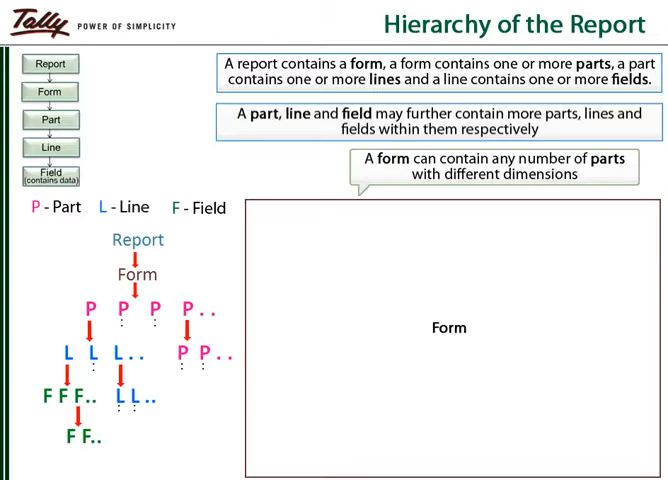 Tally POWER OF SIMPLICITY
Hierarchy of the Report
Report
Form
Part
Line
Field
(contains data)
A report contains a form, a form contains one or more parts, a part
contains one or more lines and a line contains one or more fields.
A part, line and field may further contain more parts, lines and
fields within them respectively
A form can contain any number of parts
with different dimensions
P - Part L - Line F - Field
Report
Form
P P P P . .
L L L . . P P . .
F F F . . L L . .
F F . .
Form